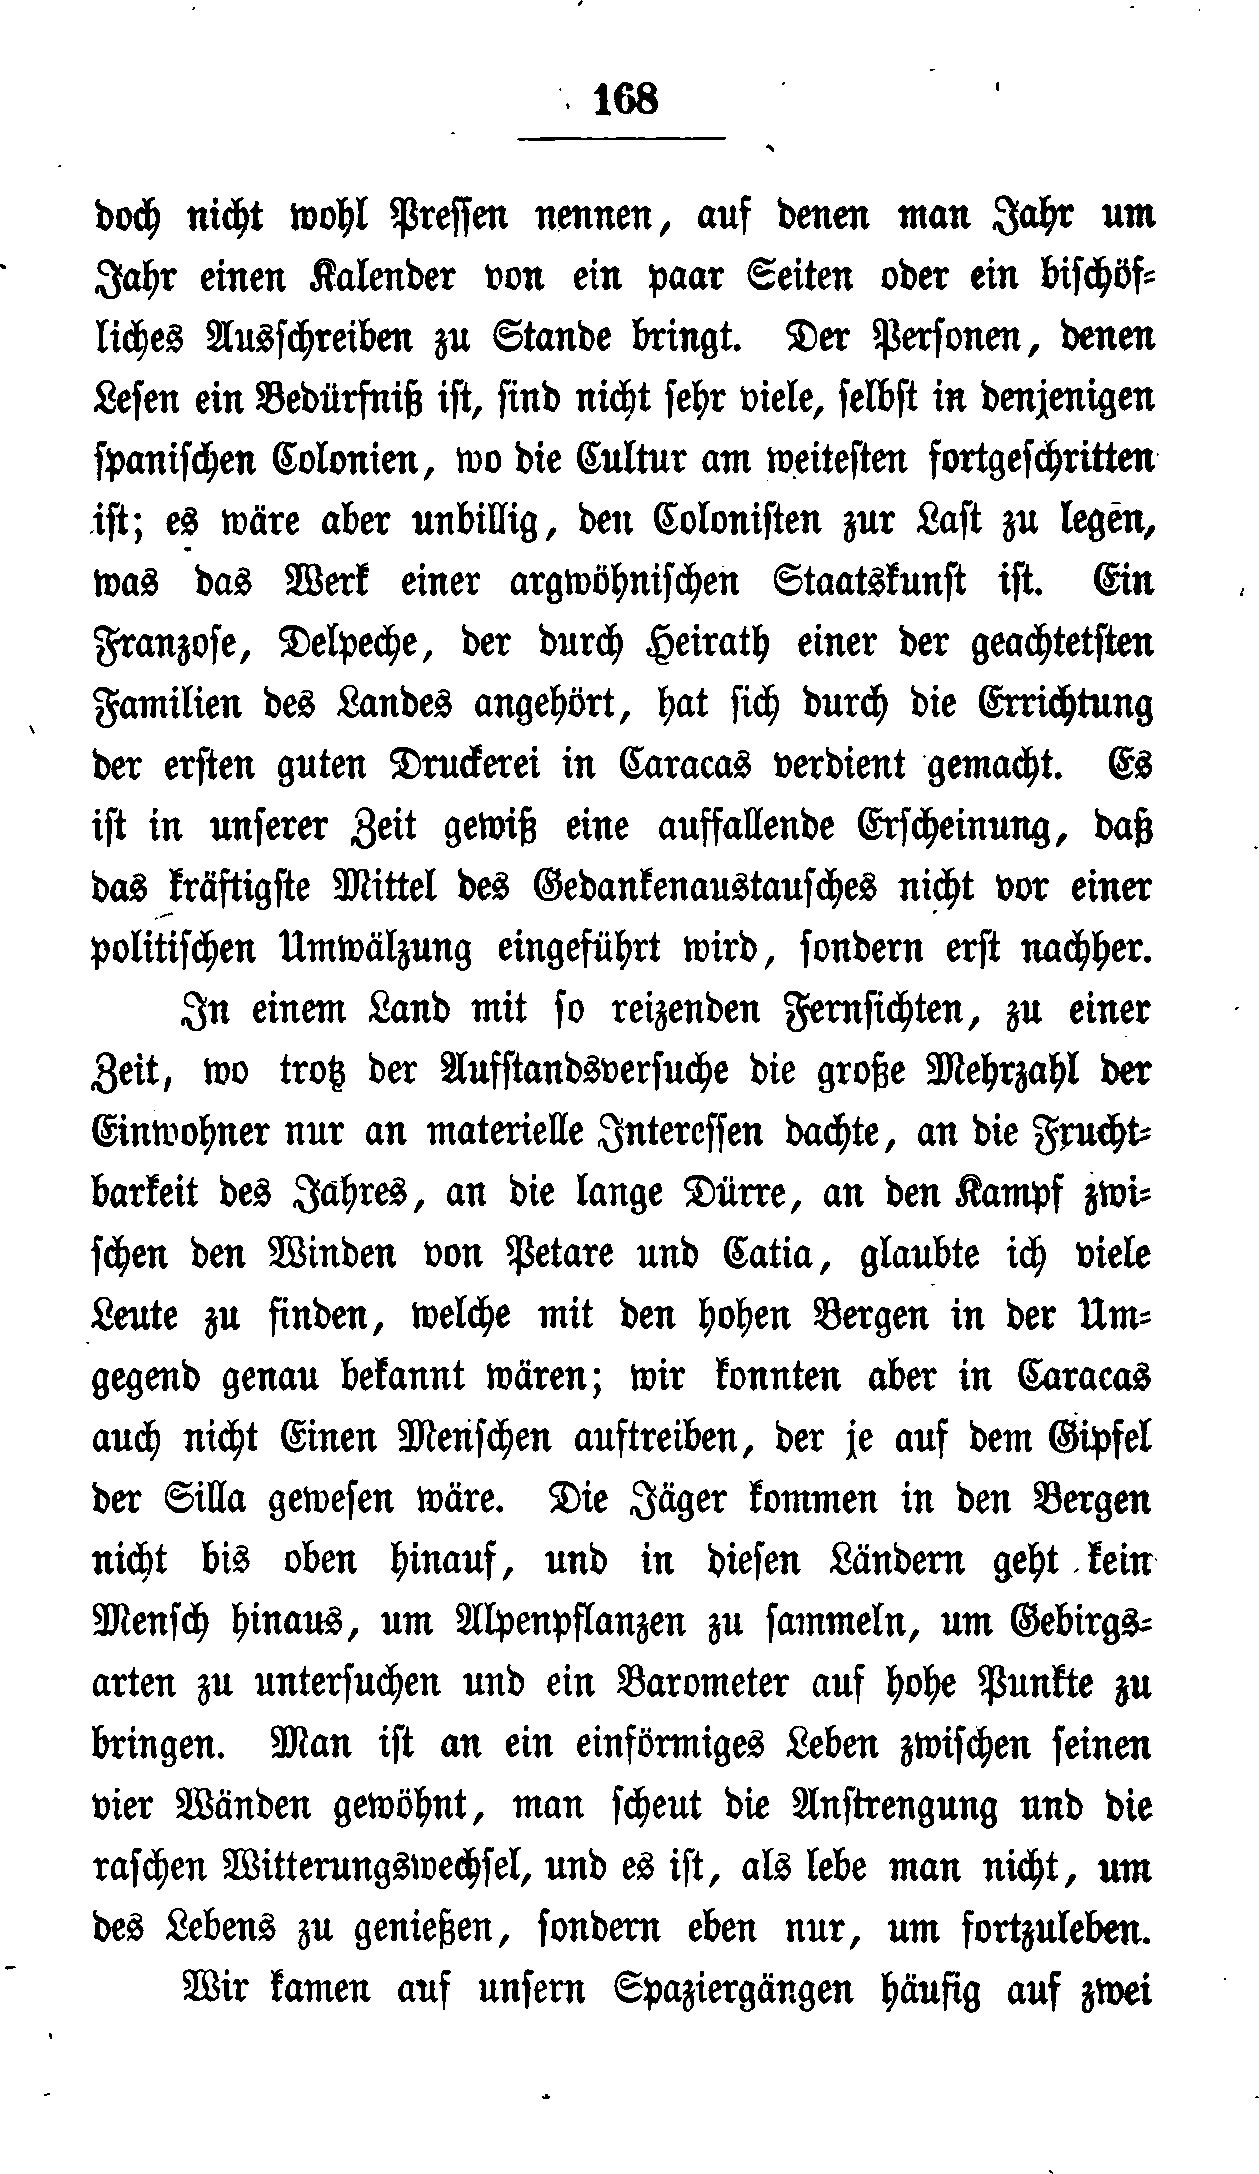 168
doch nicht wohl Pressen nennen, auf denen man Jahr um
Jahr einen Kalender von ein paar Seiten oder ein bischöf-
liches Ausschreiben zu Stande bringt. Der Personen, denen
Lesen ein Bedürfniß ist, sind nicht sehr viele, selbst in denjenigen
spanischen Colonien, wo die Cultur am weitesten fortgeschritten
ist; es wäre aber unbillig, den Colonisten zur Last zu legen,
was das Werk einer argwöhnischen Staatskunst ist. Ein
Franzose, Delpeche, der durch Heirath einer der geachtetsten
Familien des Landes angehört, hat sich durch die Errichtung
der ersten guten Druckerei in Caracas verdient gemacht. Es
ist in unserer Zeit gewiß eine auffallende Erscheinung, daß
das kräftigste Mittel des Gedankenaustausches nicht vor einer
politischen Umwälzung eingeführt wird, sondern erst nachher.
In einem Land mit so reizenden Fernsichten, zu einer
Zeit, wo trotz der Aufstandsversuche die große Mehrzahl der
Einwohner nur an materielle Interessen dachte, an die Frucht-
barkeit des Jahres, an die lange Dürre, an den Kampf zwi-
schen den Winden von Petare und Catia, glaubte ich viele
Leute zu finden, welche mit den hohen Bergen in der Um-
gegend genau bekannt wären; wir konnten aber in Caracas
auch nicht Einen Menschen auftreiben, der je auf dem Gipfel
der Silla gewesen wäre. Die Jäger kommen in den Bergen
nicht bis oben hinauf, und in diesen Ländern geht kein
Mensch hinaus, um Alpenpflanzen zu sammeln, um Gebirgs-
arten zu untersuchen und ein Barometer auf hohe Punkte zu
bringen. Man ist an ein einförmiges Leben zwischen seinen
vier Wänden gewöhnt, man scheut die Anstrengung und die
raschen Witterungswechsel, und es ist, als lebe man nicht, um
des Lebens zu genießen, sondern eben nur, um fortzuleben.
Wir kamen auf unsern Spaziergängen häufig auf zwei